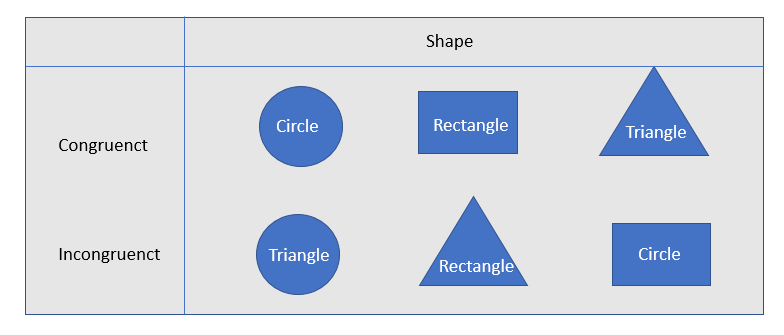 Shape
Congruenct
Circle
Rectangle
Triangle
Incongruenct
Triangle
Rectangle
Circle